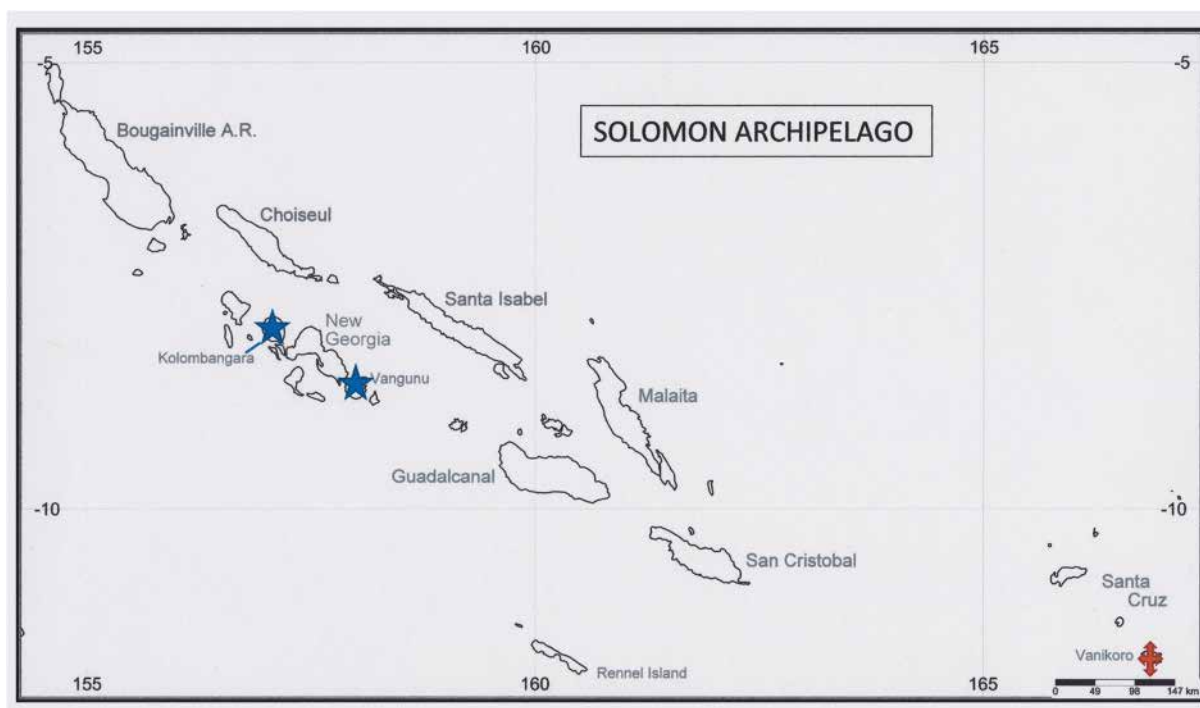 155 160 165
-5 -5
Bougainville A.R.
SOLOMON ARCHIPELAGO
Choiseul
Santa Isabel
New
Georgia
Kolombangara
Vangunu
Malaita
Guadalcanal
-10 -10
San Cristobal
Santa
Cruz
Vanikoro
Rennel Island
155 160 165
0 49 98 147 km